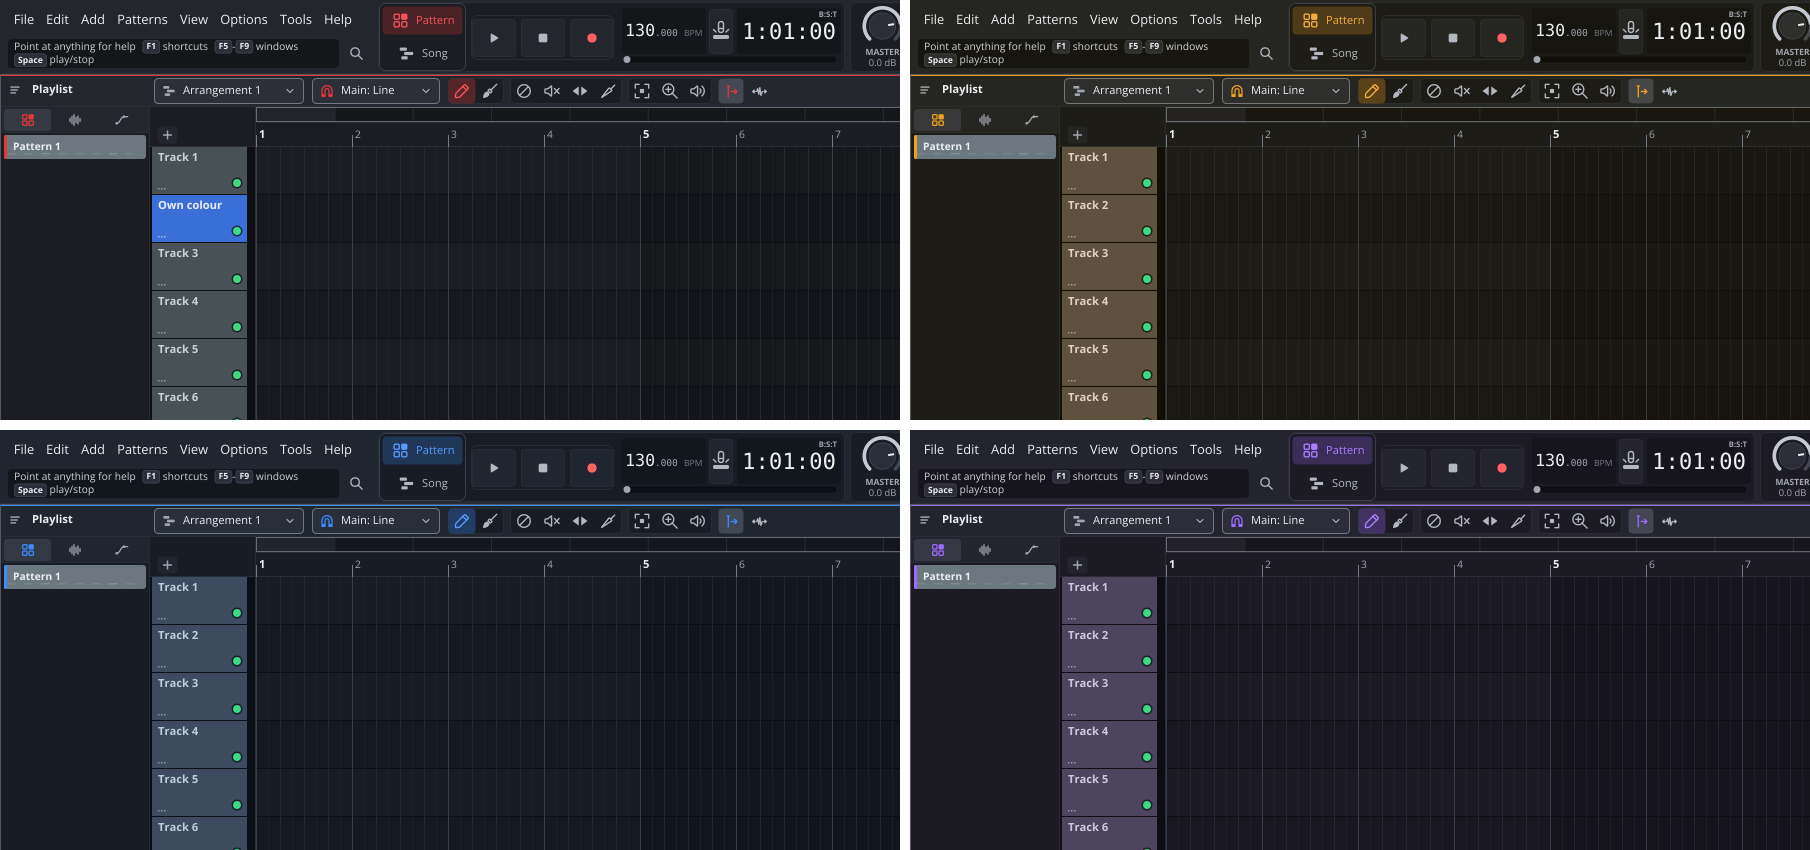 File Edit Add Patterns View Options Tools Help
Pattern
Song
130.000 BPM
B:S:T
1:01:00
MASTER
0.0 dB
Point at anything for help F1 shortcuts F5-F9 windows
Space play/stop
Playlist
Arrangement 1
Main: Line
+
1 2 3 4 5 6 7
Pattern 1
Track 1
...
Own colour
...
Track 3
...
Track 4
...
Track 5
...
Track 6
File Edit Add Patterns View Options Tools Help
Pattern
Song
130.000 BPM
B:S:T
1:01:00
MASTER
0.0 dB
Point at anything for help F1 shortcuts F5-F9 windows
Space play/stop
Playlist
Arrangement 1
Main: Line
+
1 2 3 4 5 6 7
Pattern 1
Track 1
...
Track 2
...
Track 3
...
Track 4
...
Track 5
...
Track 6
File Edit Add Patterns View Options Tools Help
Pattern
Song
130.000 BPM
B:S:T
1:01:00
MASTER
0.0 dB
Point at anything for help F1 shortcuts F5-F9 windows
Space play/stop
Playlist
Arrangement 1
Main: Line
+
1 2 3 4 5 6 7
Pattern 1
Track 1
...
Track 2
...
Track 3
...
Track 4
...
Track 5
...
Track 6
File Edit Add Patterns View Options Tools Help
Pattern
Song
130.000 BPM
B:S:T
1:01:00
MASTER
0.0 dB
Point at anything for help F1 shortcuts F5-F9 windows
Space play/stop
Playlist
Arrangement 1
Main: Line
+
1 2 3 4 5 6 7
Pattern 1
Track 1
...
Track 2
...
Track 3
...
Track 4
...
Track 5
...
Track 6